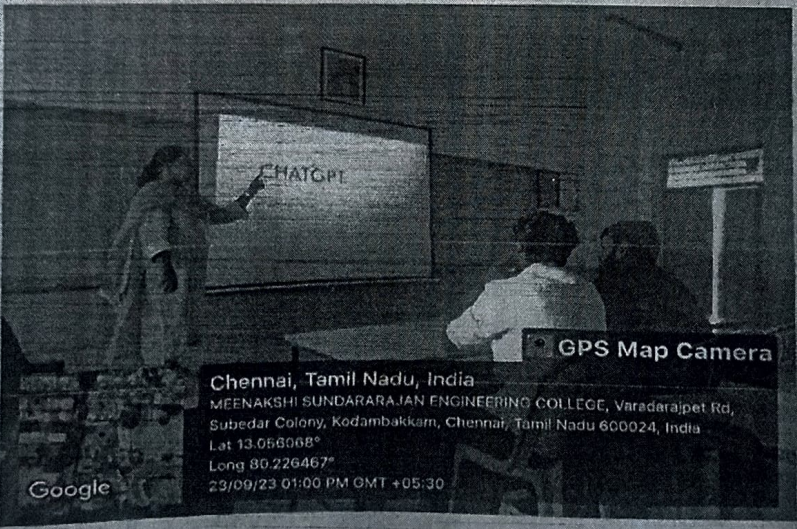 CHATGPT
GPS Map Camera
Chennai, Tamil Nadu, India
MEENAKSHI SUNDARARAJAN ENGINEERING COLLEGE, Varadarajpet Rd,
Subedar Colony, Kodambakkam, Chennai, Tamil Nadu 600024, India
Lat 13.056068°
Long 80.226467°
23/09/23 01:00 PM GMT +05:30
Google